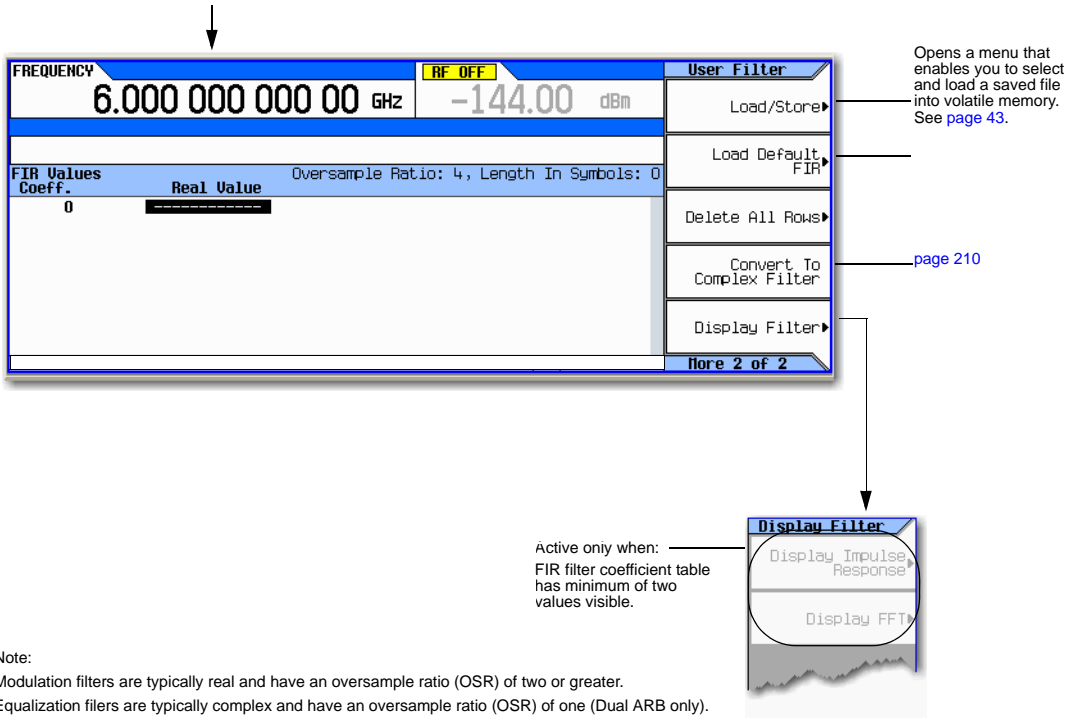 FREQUENCY
6.000 000 000 00 GHz
RF OFF
-144.00 dBm
FIR Values
Oversample Ratio: 4, Length In Symbols: 0
Coeff. Real Value
0 ------------
User Filter
Load/Store
Load Default
FIR
Delete All Rows
Convert To
Complex Filter
Display Filter
More 2 of 2
Opens a menu that
enables you to select
and load a saved file
into volatile memory.
See page 43.
page 210
Active only when:
FIR filter coefficient table
has minimum of two
values visible.
Display Filter
Display Impulse
Response
Display FFT
Note:
Modulation filters are typically real and have an oversample ratio (OSR) of two or greater.
Equalization filers are typically complex and have an oversample ratio (OSR) of one (Dual ARB only).